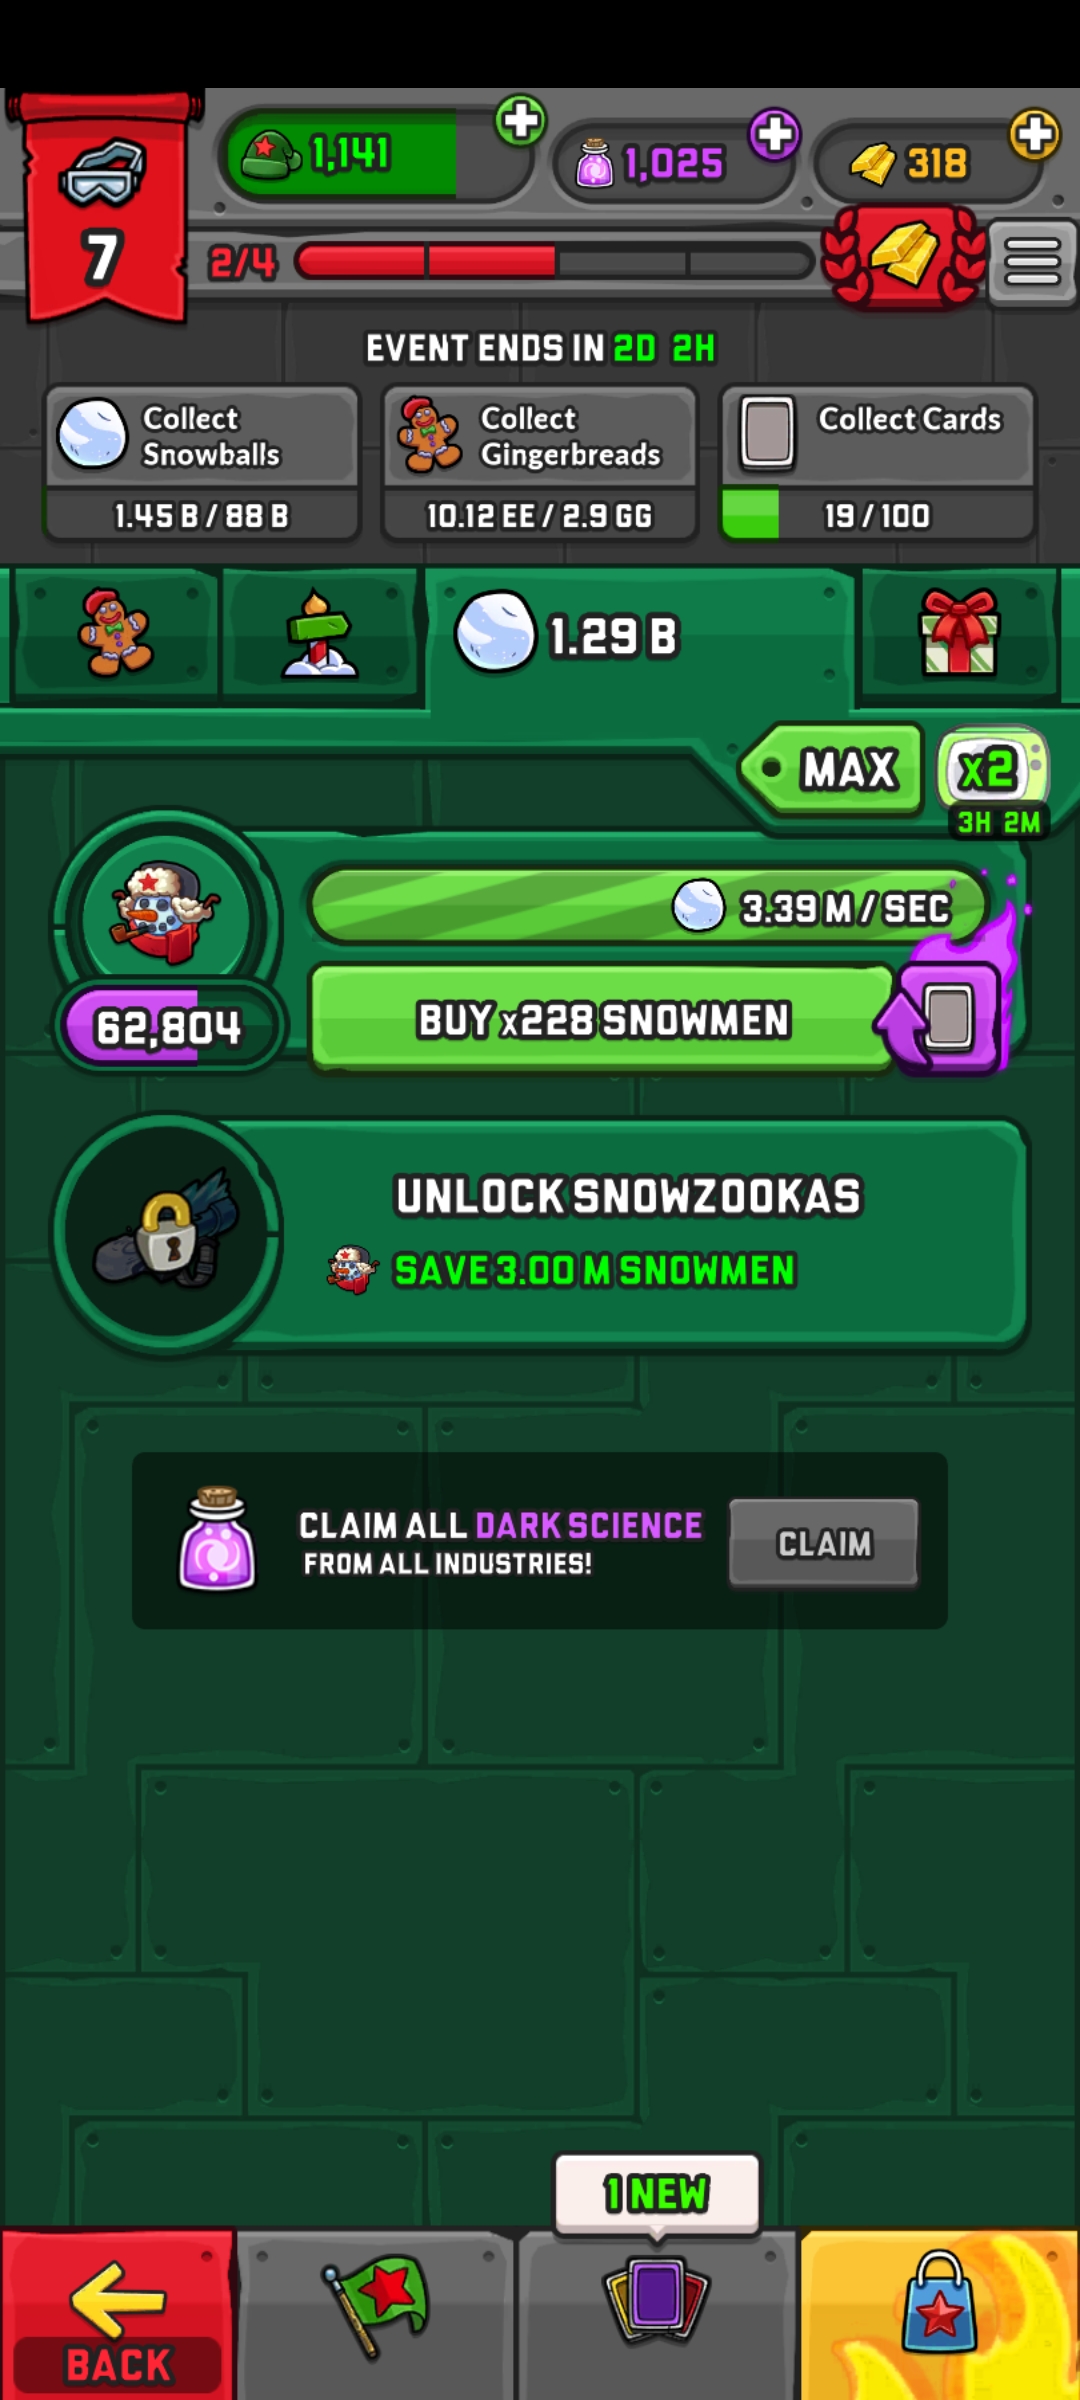 1,141
1,025
318
7
2/4
EVENT ENDS IN 2D 2H
Collect
Snowballs
1.45 B / 88 B
Collect
Gingerbreads
10.12 EE / 2.9 GG
Collect Cards
19 / 100
1.29 B
MAX
x2
3H 2M
3.39 M / SEC
62,804
BUY x228 SNOWMEN
UNLOCK SNOWZOOKAS
SAVE 3.00 M SNOWMEN
CLAIM ALL DARK SCIENCE
FROM ALL INDUSTRIES!
CLAIM
1 NEW
BACK